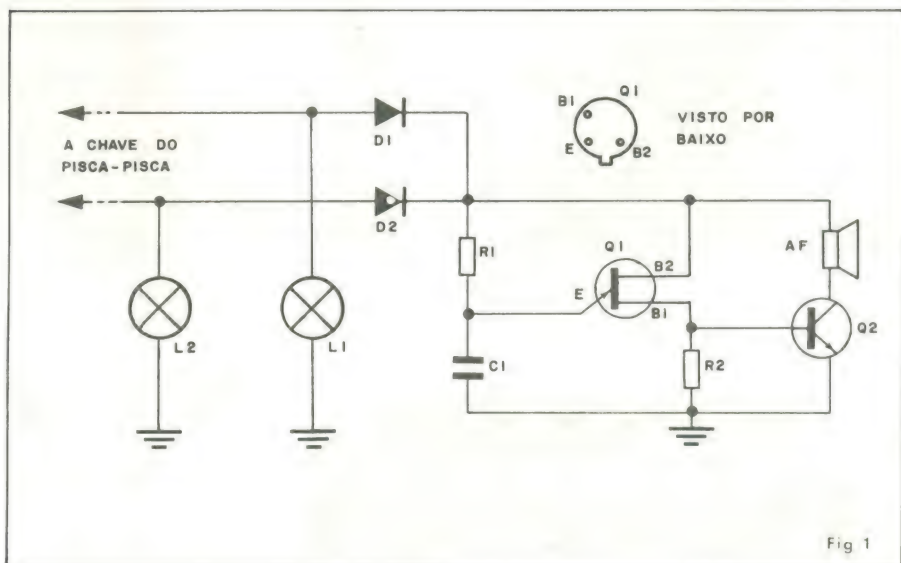 B1
Q1
VISTO POR
BAIXO
E
B2
D1
A CHAVE DO
PISCA-PISCA
D2
R1
Q1
B2
E
B1
AF
Q2
L2
L1
C1
R2
Fig 1